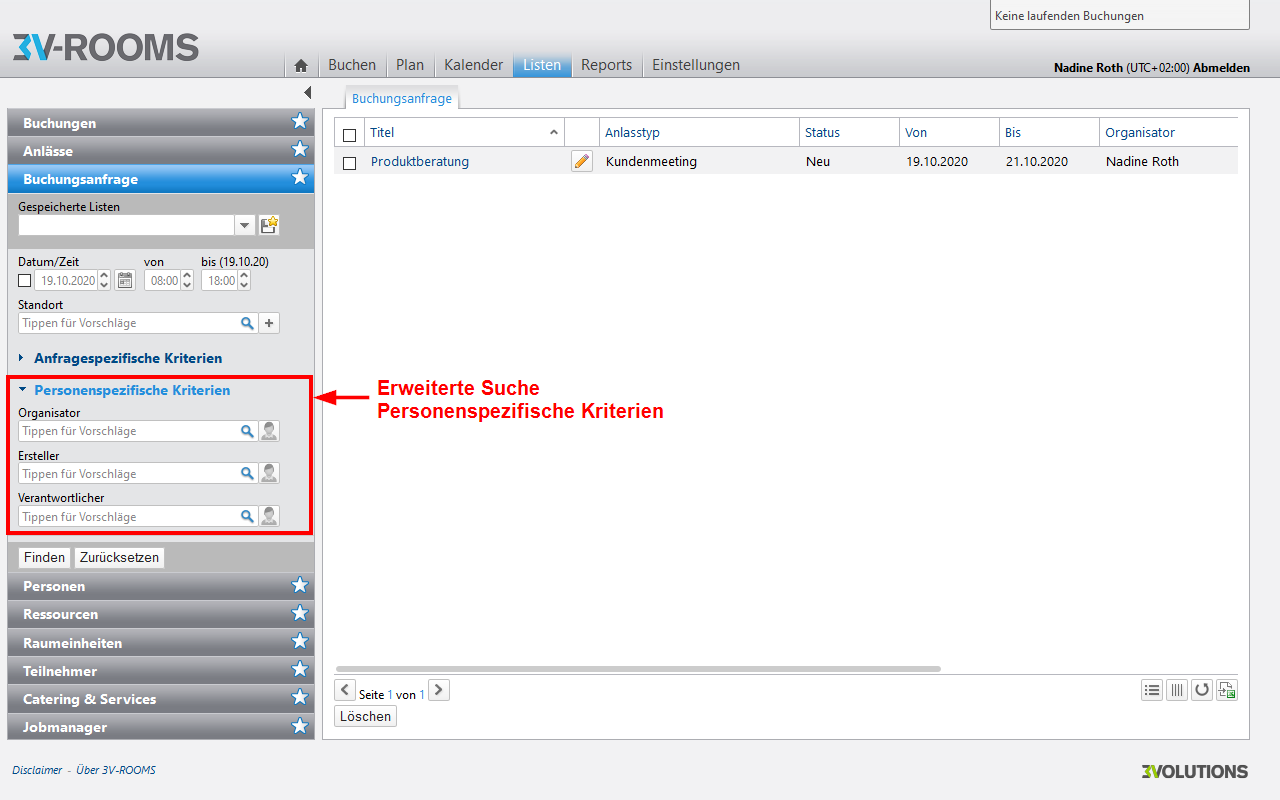 Keine laufenden Buchungen
3V-ROOMS
Buchen Plan Kalender Listen Reports Einstellungen
Nadine Roth (UTC+02:00) Abmelden
Buchungen
Anlässe
Buchungsanfrage
Gespeicherte Listen
Datum/Zeit von bis (19.10.20)
19.10.2020 08:00 18:00
Standort
Tippen für Vorschläge
Anfragespezifische Kriterien
Personenspezifische Kriterien
Organisator
Tippen für Vorschläge
Ersteller
Tippen für Vorschläge
Verantwortlicher
Tippen für Vorschläge
Finden Zurücksetzen
Personen
Ressourcen
Raumeinheiten
Teilnehmer
Catering & Services
Jobmanager
Buchungsanfrage
Titel Anlasstyp Status Von Bis Organisator
Produktberatung Kundenmeeting Neu 19.10.2020 21.10.2020 Nadine Roth
Erweiterte Suche
Personenspezifische Kriterien
Seite 1 von 1
Löschen
Disclaimer - Über 3V-ROOMS
3VOLUTIONS